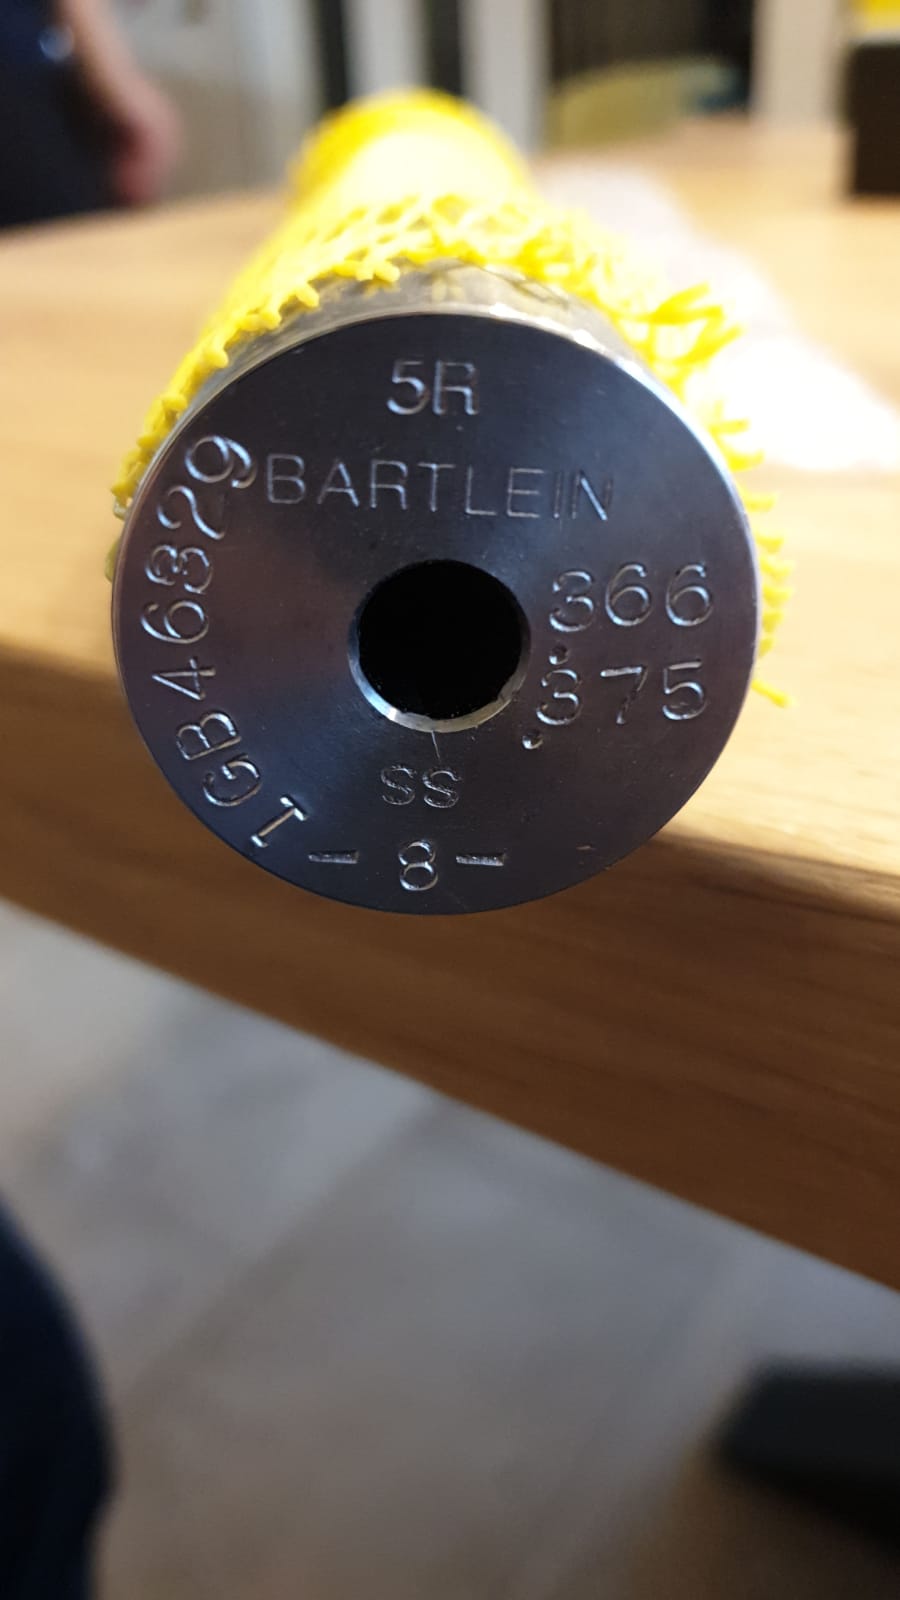 5R
BARTLEIN
.366
.375
SS
-8-
1GB46329